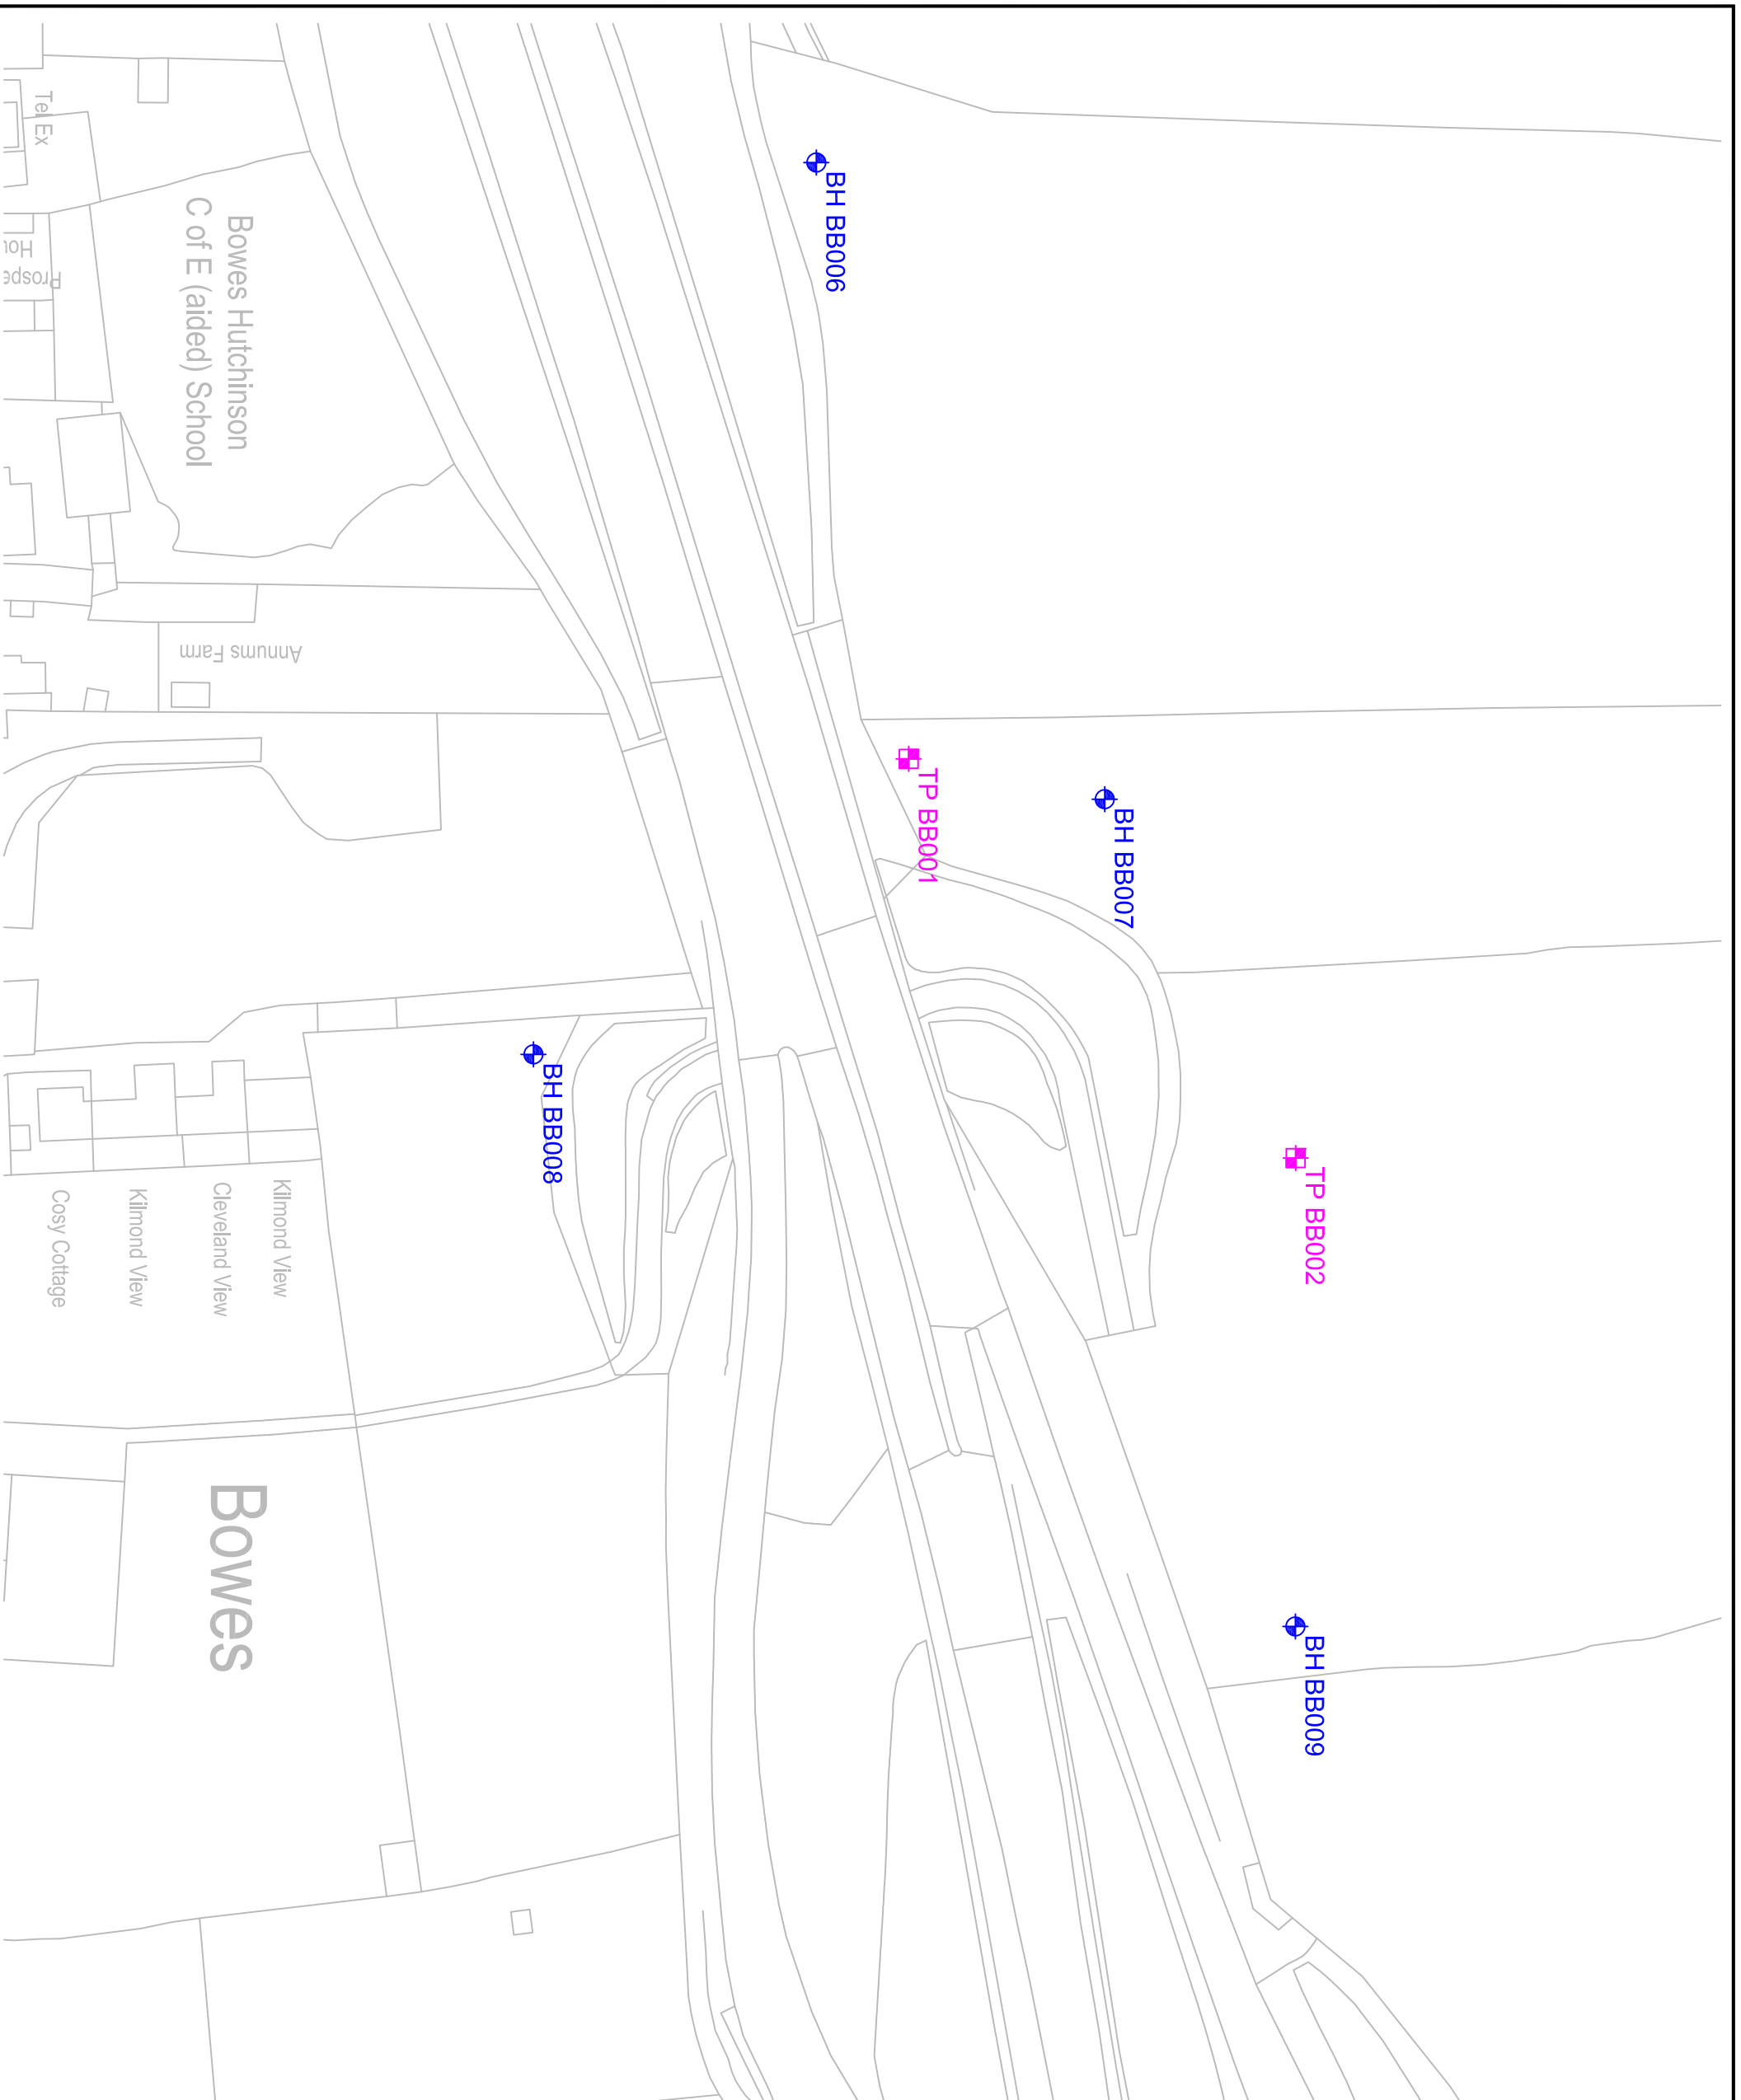 BH BB006
BH BB007
TP BB001
TP BB002
BH BB009
BH BB008
Tel Ex
Bowes Hutchinson
C of E (aided) School
Annums Farm
Kilmond View
Cleveland View
Kilmond View
Cosy Cottage
Bowes